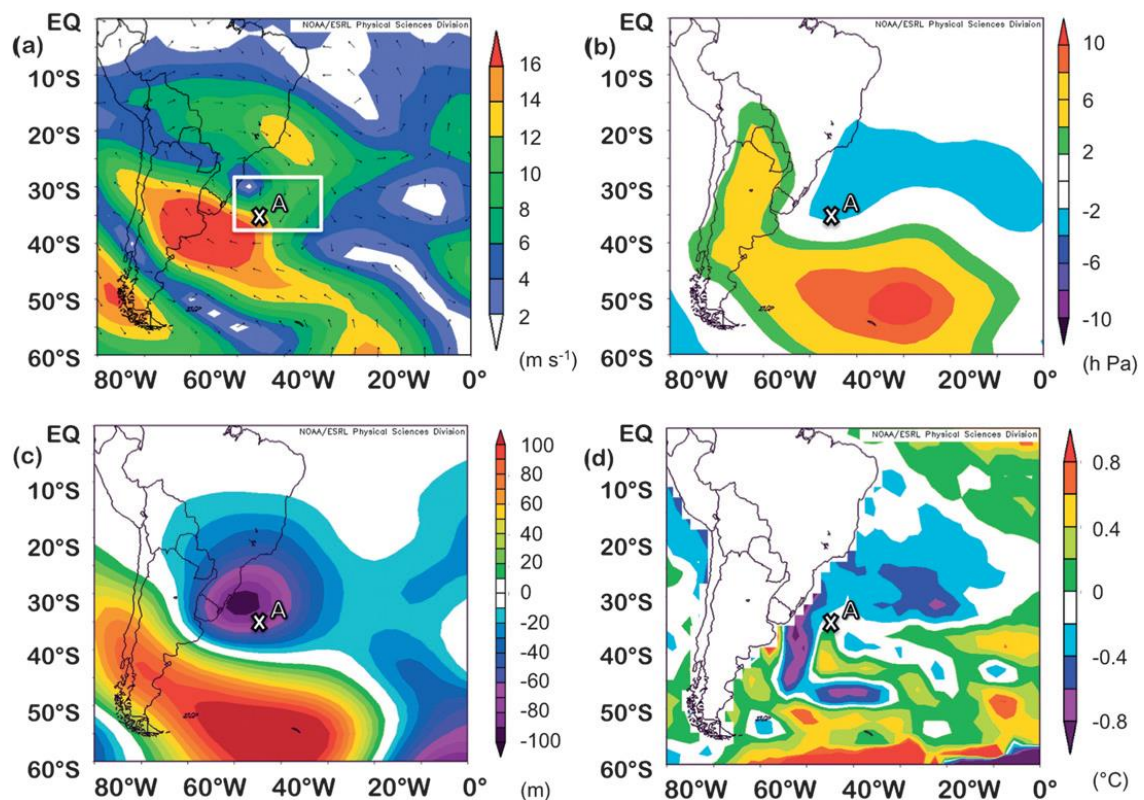 (a)
NOAA/ESRL Physical Sciences Division
EQ
10°S
20°S
30°S
40°S
50°S
60°S
80°W 60°W 40°W 20°W 0°
A
16
14
12
10
8
6
4
2
(m s⁻¹)
(b)
NOAA/ESRL Physical Sciences Division
EQ
10°S
20°S
30°S
40°S
50°S
60°S
80°W 60°W 40°W 20°W 0°
A
10
6
2
-2
-6
-10
(h Pa)
(c)
NOAA/ESRL Physical Sciences Division
EQ
10°S
20°S
30°S
40°S
50°S
60°S
80°W 60°W 40°W 20°W 0°
A
100
80
60
40
20
0
-20
-40
-60
-80
-100
(m)
(d)
NOAA/ESRL Physical Sciences Division
EQ
10°S
20°S
30°S
40°S
50°S
60°S
80°W 60°W 40°W 20°W 0°
A
0.8
0.4
0
-0.4
-0.8
(°C)